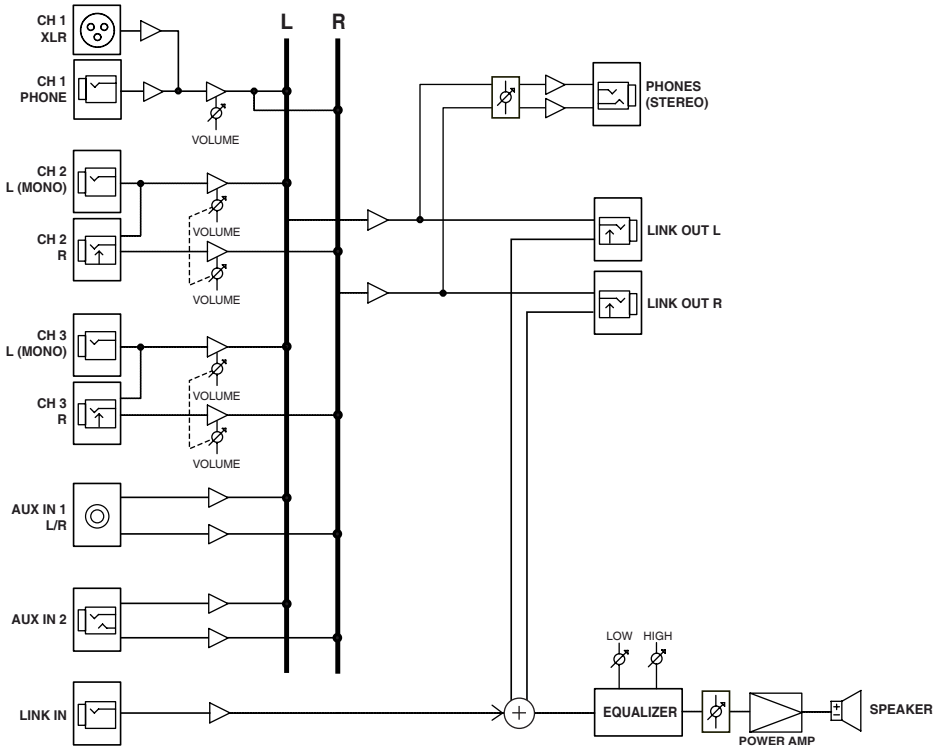 L
R
CH 1
XLR
CH 1
PHONE
VOLUME
PHONES
(STEREO)
CH 2
L (MONO)
VOLUME
CH 2
R
VOLUME
LINK OUT L
LINK OUT R
CH 3
L (MONO)
VOLUME
CH 3
R
VOLUME
AUX IN 1
L/R
AUX IN 2
LINK IN
LOW
HIGH
EQUALIZER
POWER AMP
SPEAKER